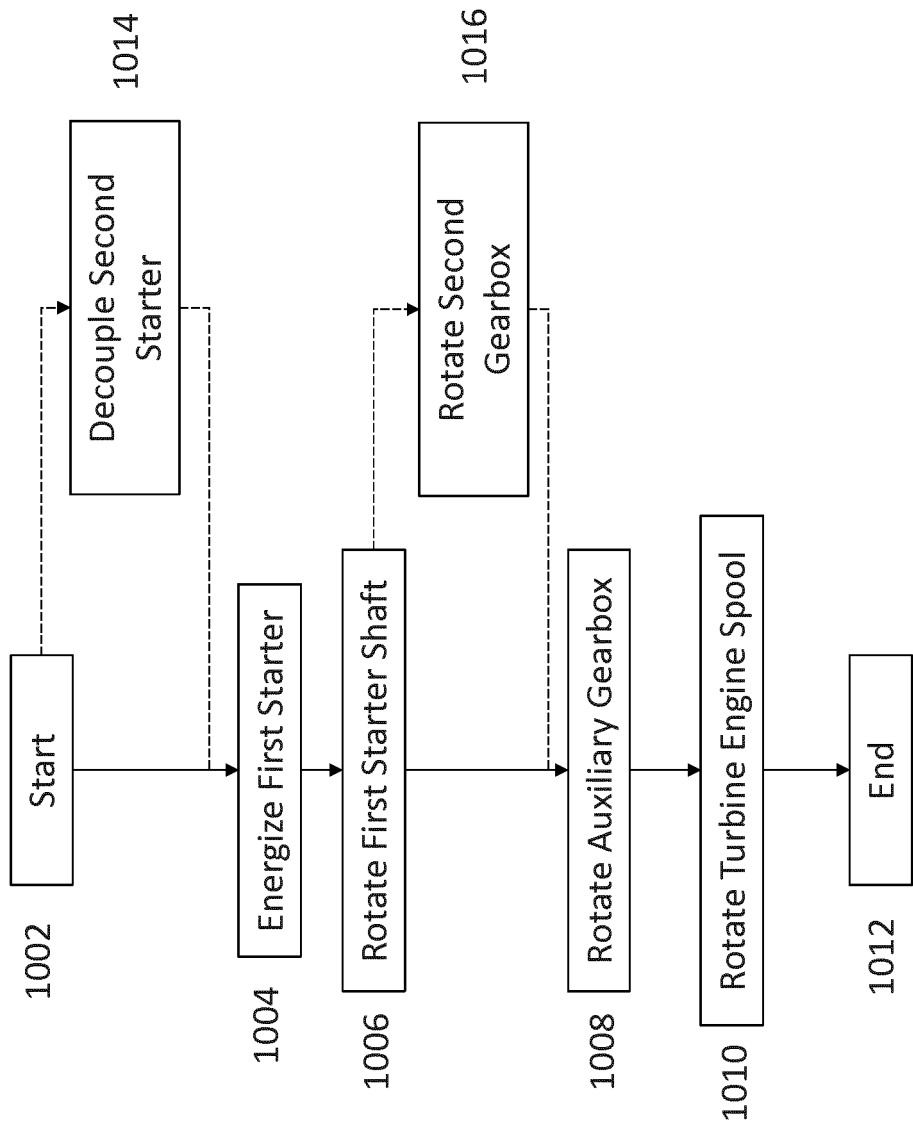 1002
Start
1014
Decouple Second
Starter
1004
Energize First Starter
1006
Rotate First Starter Shaft
1016
Rotate Second
Gearbox
1008
Rotate Auxiliary Gearbox
1010
Rotate Turbine Engine Spool
1012
End